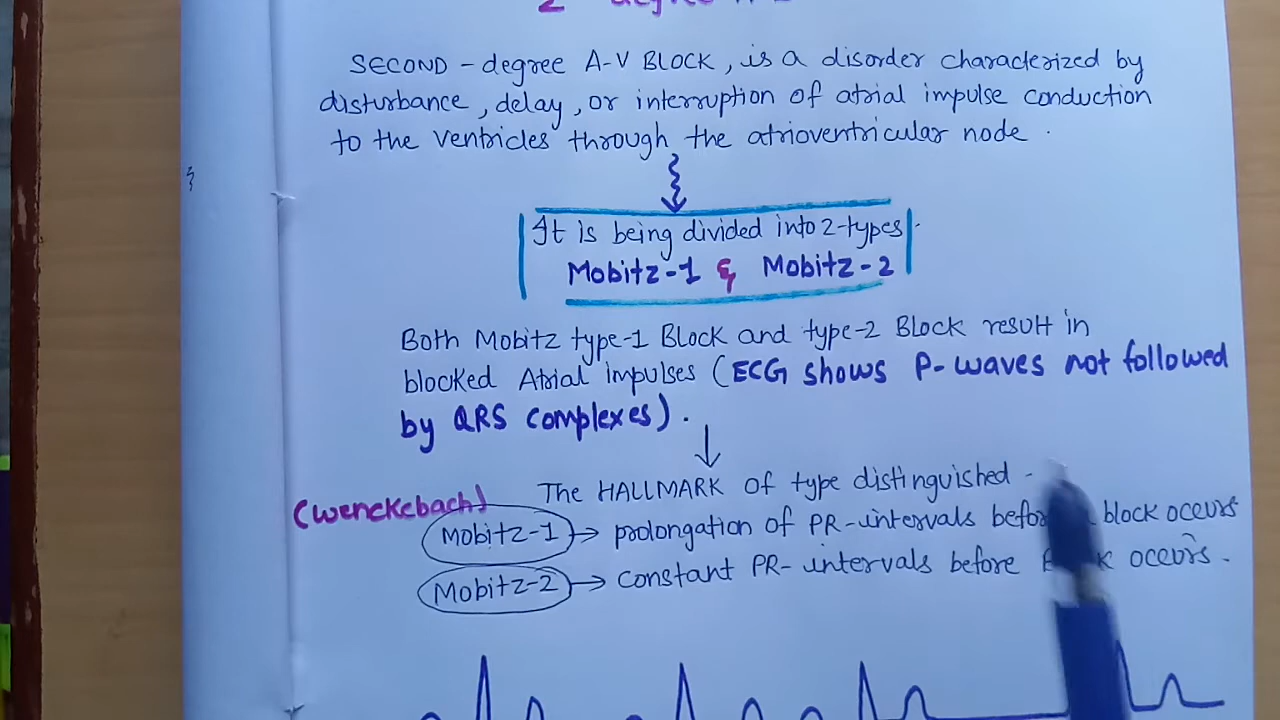 2 degree
SECOND - degree A-V BLOCK, is a disorder characterized by
disturbance, delay, or interruption of atrial impulse conduction
to the ventricles through the atrioventricular node.
It is being divided into 2-types.
Mobitz-1 & Mobitz-2
Both Mobitz type-1 Block and type-2 Block result in
blocked Atrial impulses (ECG shows P-waves not followed
by QRS complexes).
The HALLMARK of type distinguished -
(Wenckebach)
Mobitz-1 → prolongation of PR-intervals before block occurs
Mobitz-2 → constant PR-intervals before occurs.